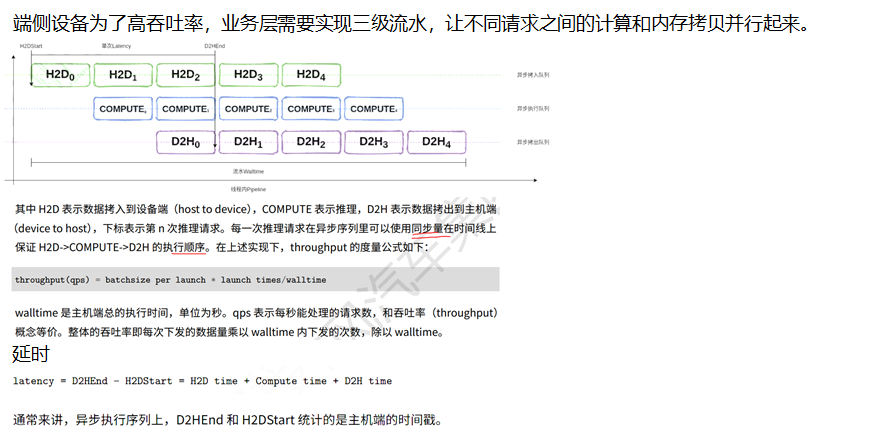 端侧设备为了高吞吐率，业务层需要实现三级流水，让不同请求之间的计算和内存拷贝并行起来。
H2DStart 单次Latency D2HEnd
H2D0 H2D1 H2D2 H2D3 H2D4 异步拷入队列
COMPUTE0 COMPUTE1 COMPUTE2 COMPUTE3 COMPUTE4 异步执行队列
D2H0 D2H1 D2H2 D2H3 D2H4 异步拷出队列
流水Walltime
线程内Pipeline
其中 H2D 表示数据拷入到设备端（host to device），COMPUTE 表示推理，D2H 表示数据拷出到主机端
（device to host），下标表示第 n 次推理请求。每一次推理请求在异步序列里可以使用同步量在时间线上
保证 H2D->COMPUTE->D2H 的执行顺序。在上述实现下，throughput 的度量公式如下：
throughput(qps) = batchsize per launch * launch times/walltime
walltime 是主机端总的执行时间，单位为秒。qps 表示每秒能处理的请求数，和吞吐率（throughput）
概念等价。整体的吞吐率即每次下发的数据量乘以 walltime 内下发的次数，除以 walltime。
延时
latency = D2HEnd - H2DStart = H2D time + Compute time + D2H time
通常来讲，异步执行序列上，D2HEnd 和 H2DStart 统计的是主机端的时间戳。